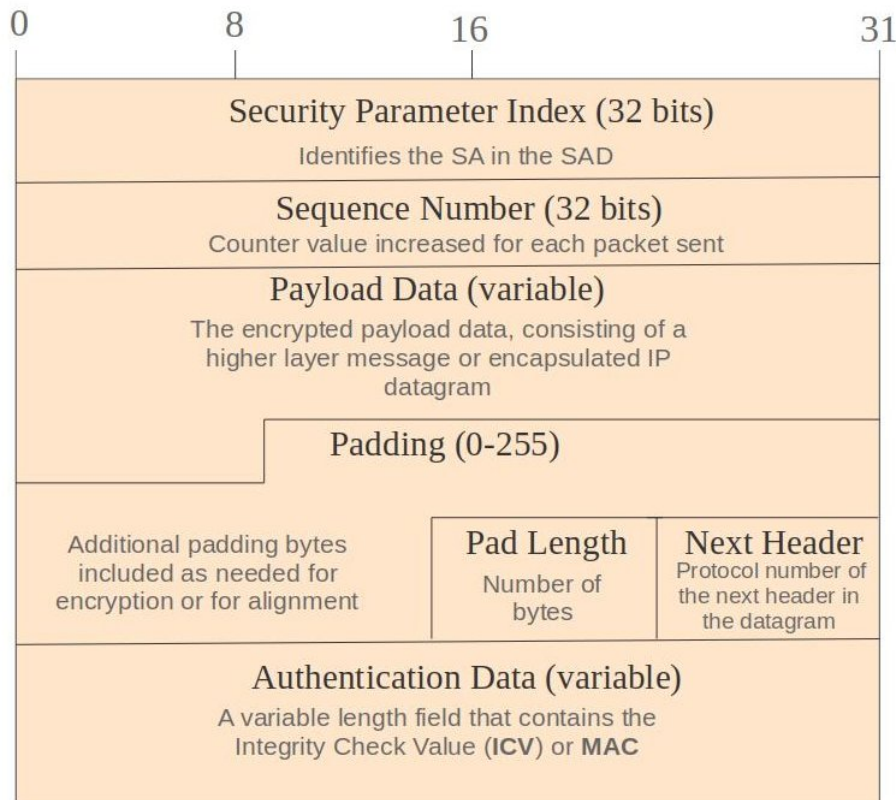 0 8 16 31
Security Parameter Index (32 bits)
Identifies the SA in the SAD
Sequence Number (32 bits)
Counter value increased for each packet sent
Payload Data (variable)
The encrypted payload data, consisting of a
higher layer message or encapsulated IP
datagram
Padding (0-255)
Additional padding bytes
included as needed for
encryption or for alignment
Pad Length
Number of
bytes
Next Header
Protocol number of
the next header in
the datagram
Authentication Data (variable)
A variable length field that contains the
Integrity Check Value (ICV) or MAC